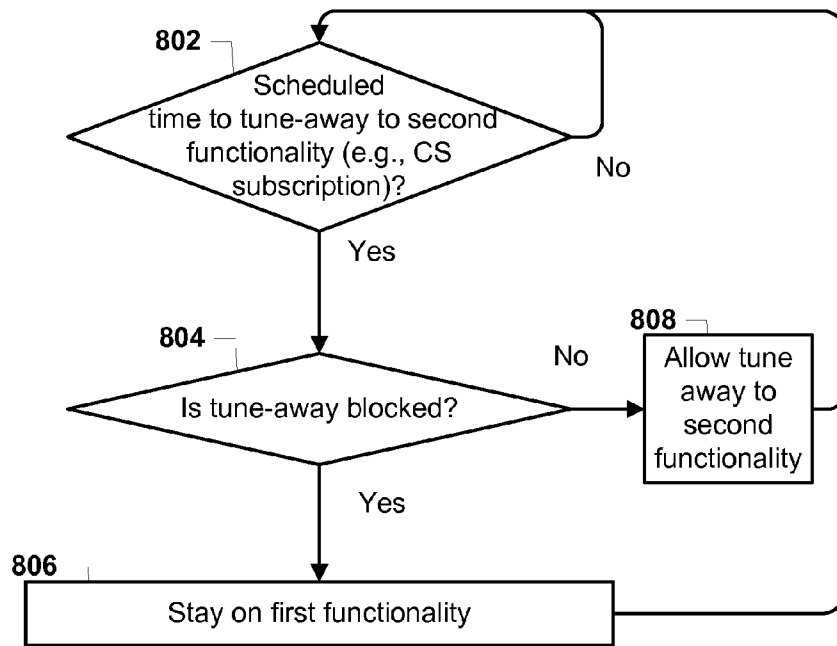 802
Scheduled
time to tune-away to second
functionality (e.g., CS
subscription)?
No
Yes
804
Is tune-away blocked?
No
808
Allow tune
away to
second
functionality
Yes
806
Stay on first functionality